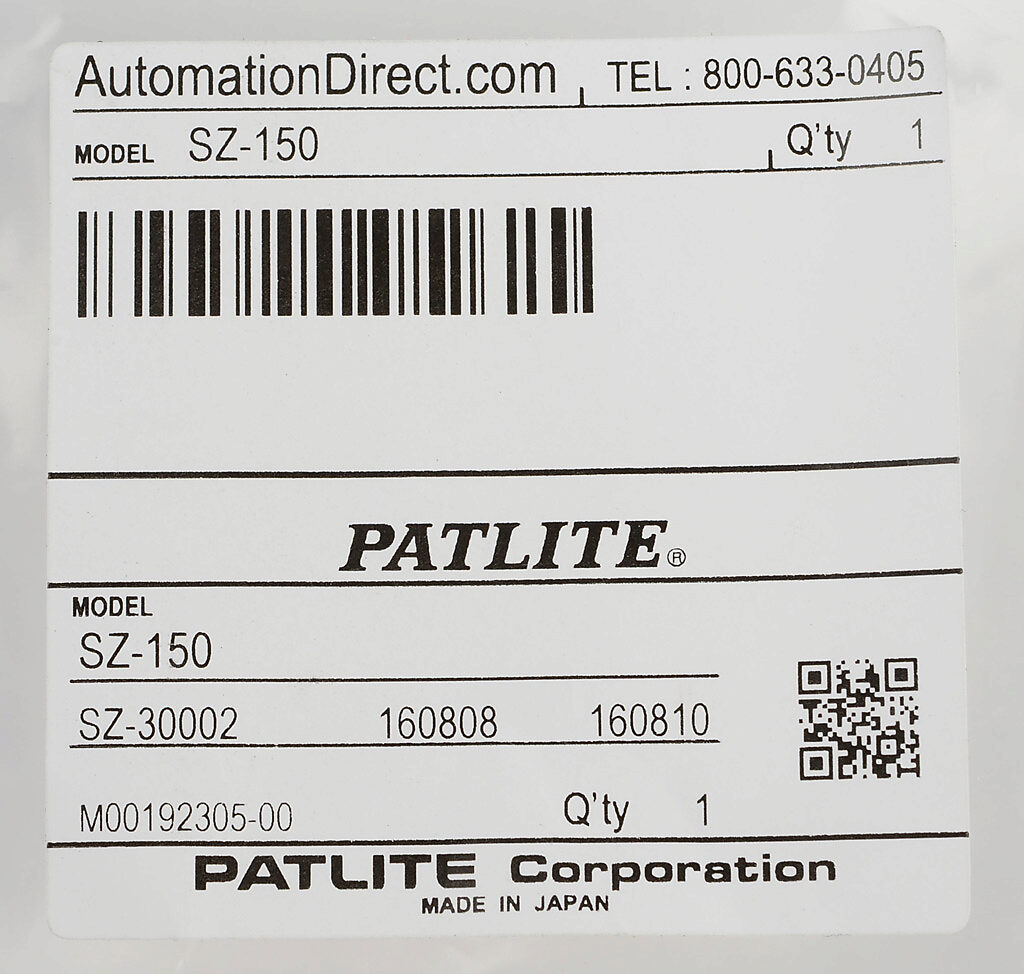 AutomationDirect.com TEL : 800-633-0405
MODEL SZ-150 Q'ty 1
PATLITE®
MODEL
SZ-150
SZ-30002 160808 160810
M00192305-00 Q'ty 1
PATLITE Corporation
MADE IN JAPAN